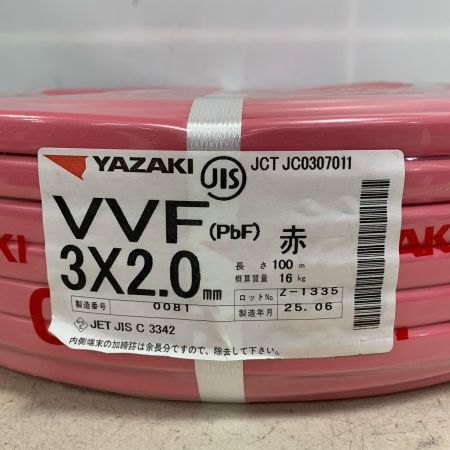 YAZAKI JIS JCT JC0307011
VVF (PbF) 赤
3X2.0mm
長さ 100 m
概算質量 16 kg
製造番号 0081
ロットNo. Z-1335
製造年月 25.06
JET JIS C 3342
内側端末の加締跡は余長分ですので、除去して下さい。
KI